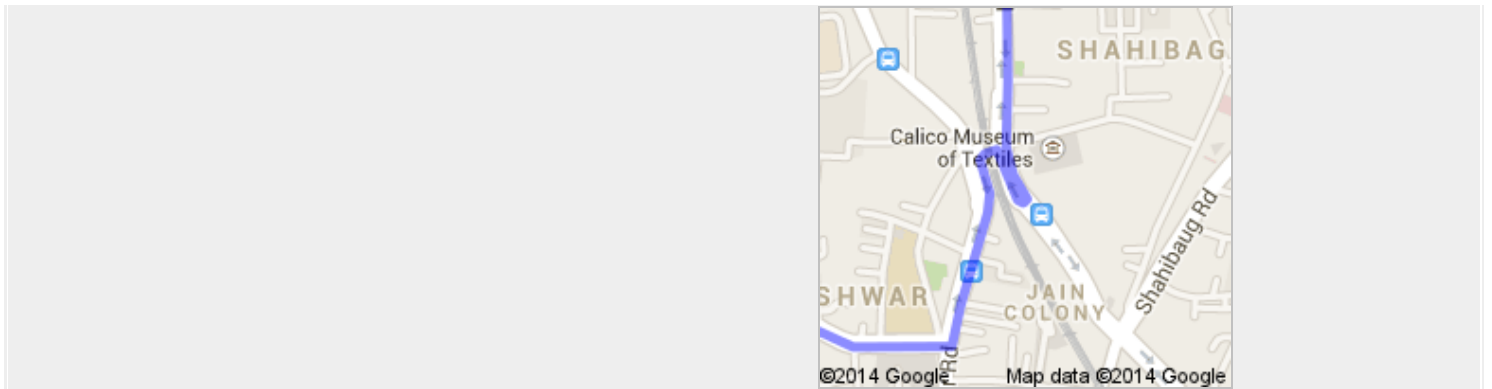 SHAHIBAG
Calico Museum
of Textiles
Shahibaug Rd
SHWAR
JAIN
COLONY
Rd
©2014 Google
Map data ©2014 Google